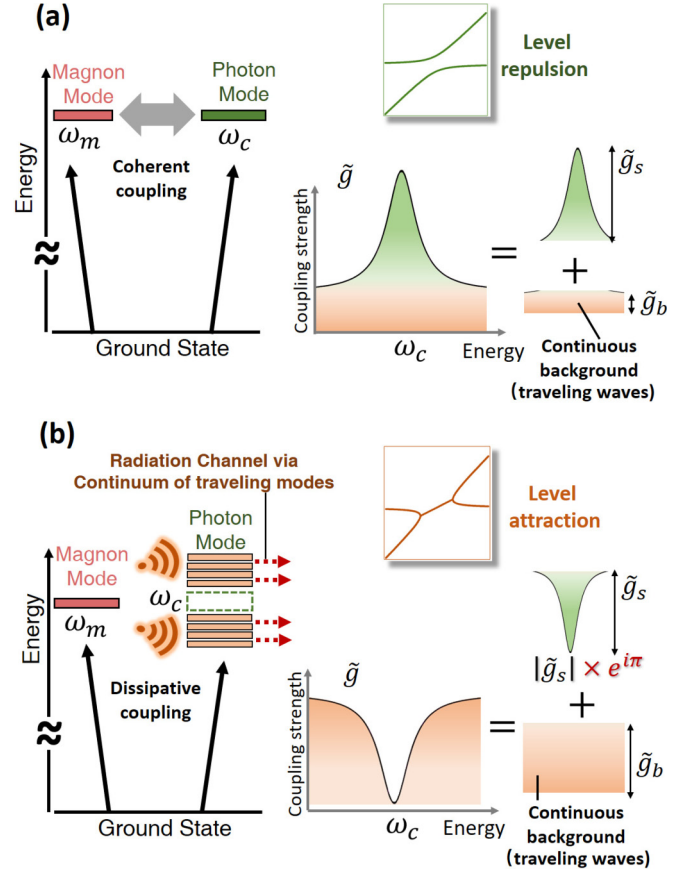 (a)
Level
repulsion
Magnon
Mode
Photon
Mode
ω_m
ω_c
Coherent
coupling
Energy
≈
Ground State
Coupling strength
g̃
ω_c
Energy
=
g̃_s
+
g̃_b
Continuous
background
(traveling waves)
(b)
Radiation Channel via
Continuum of traveling modes
Level
attraction
Magnon
Mode
Photon
Mode
ω_m
ω_c
Dissipative
coupling
Energy
≈
Ground State
Coupling strength
g̃
ω_c
Energy
=
g̃_s
|g̃_s| × e^{iπ}
+
g̃_b
Continuous
background
(traveling waves)